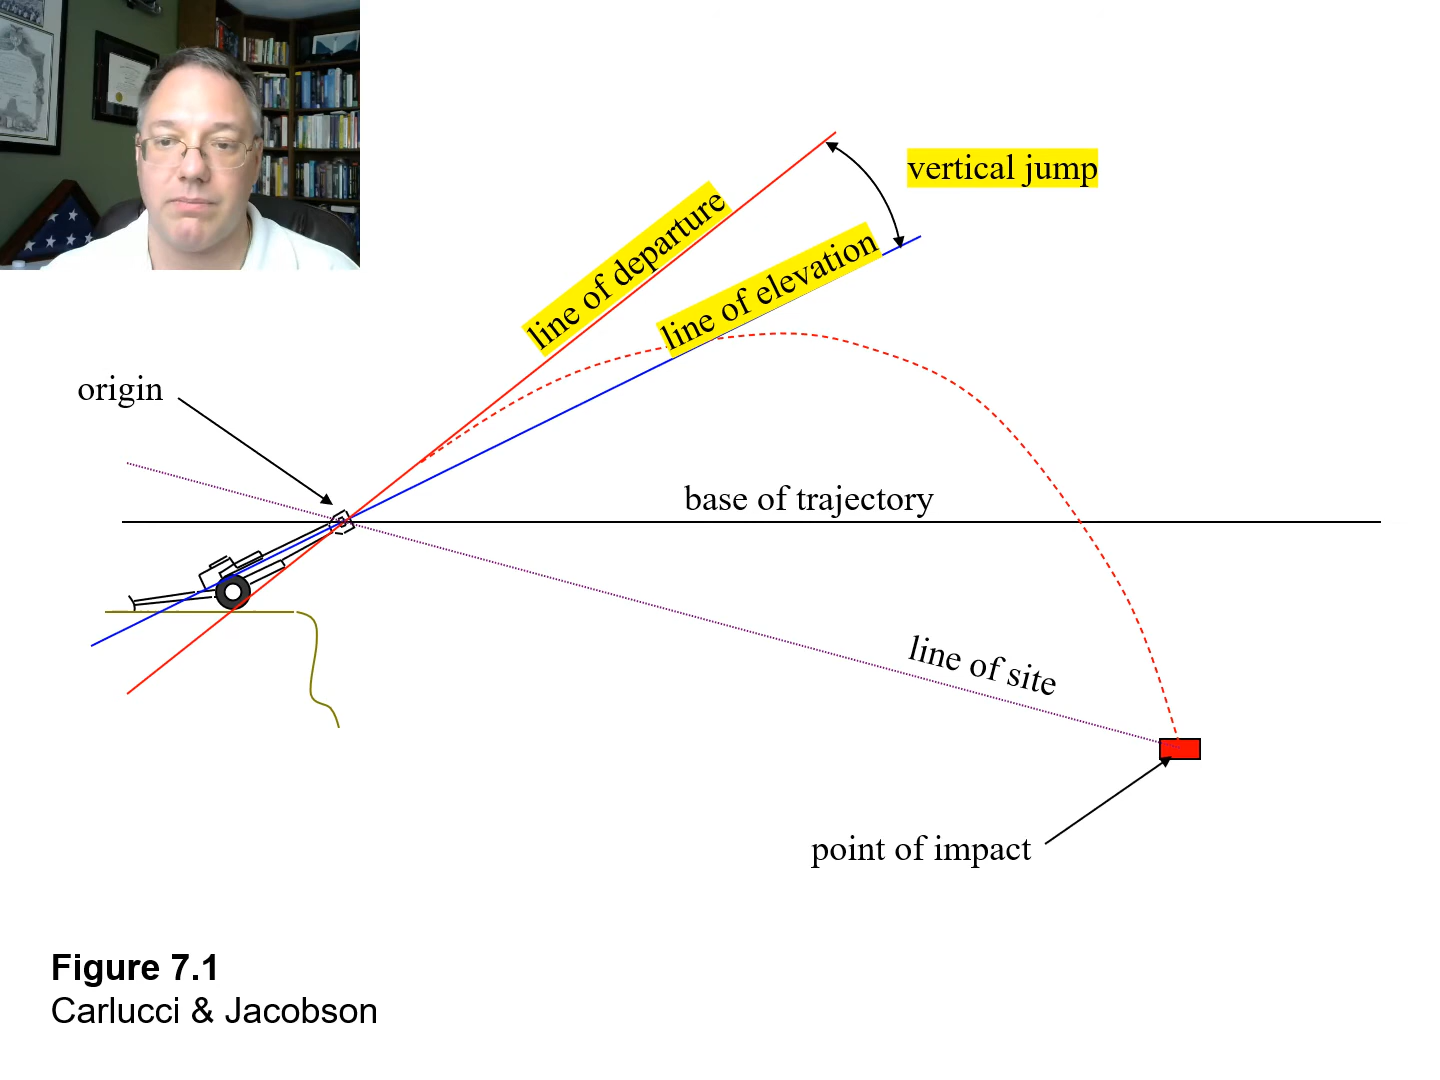 vertical jump
line of departure
line of elevation
origin
base of trajectory
line of site
point of impact
Figure 7.1
Carlucci & Jacobson